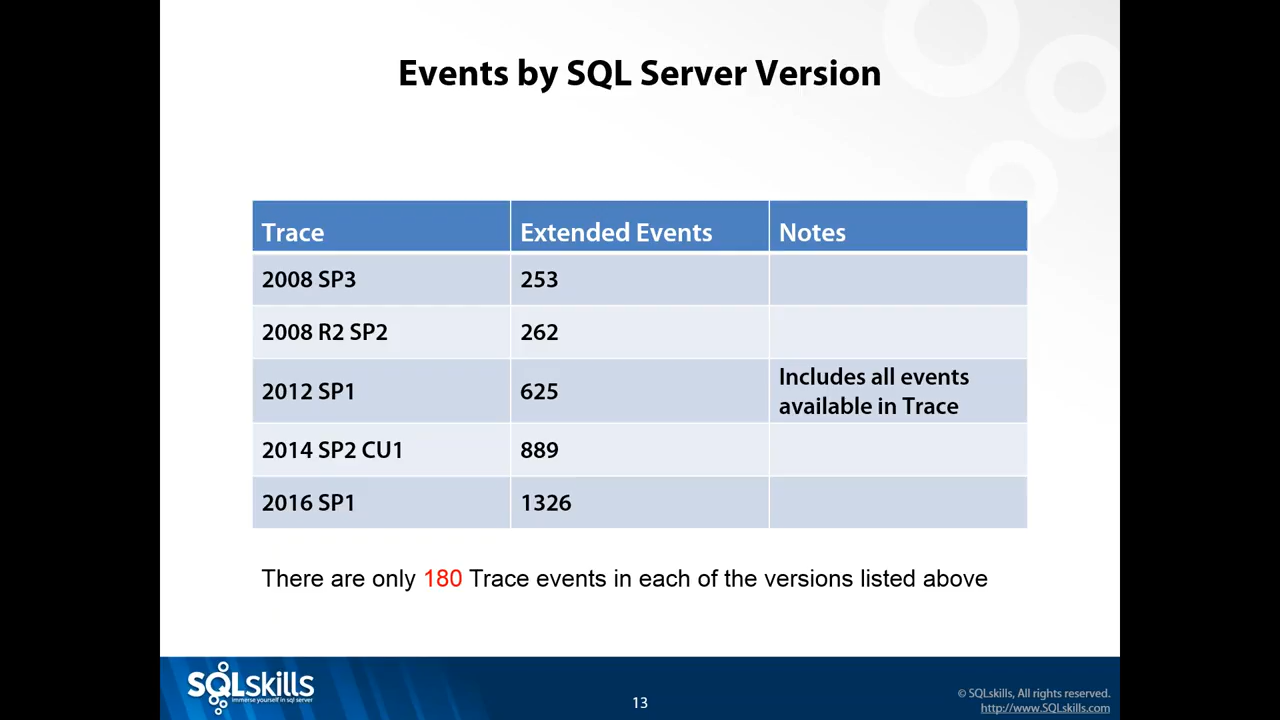 Events by SQL Server Version
Trace Extended Events Notes
2008 SP3 253
2008 R2 SP2 262
2012 SP1 625 Includes all events
available in Trace
2014 SP2 CU1 889
2016 SP1 1326
There are only 180 Trace events in each of the versions listed above
SQLskills
immerse yourself in sql server
13
© SQLskills, All rights reserved.
http://www.SQLskills.com